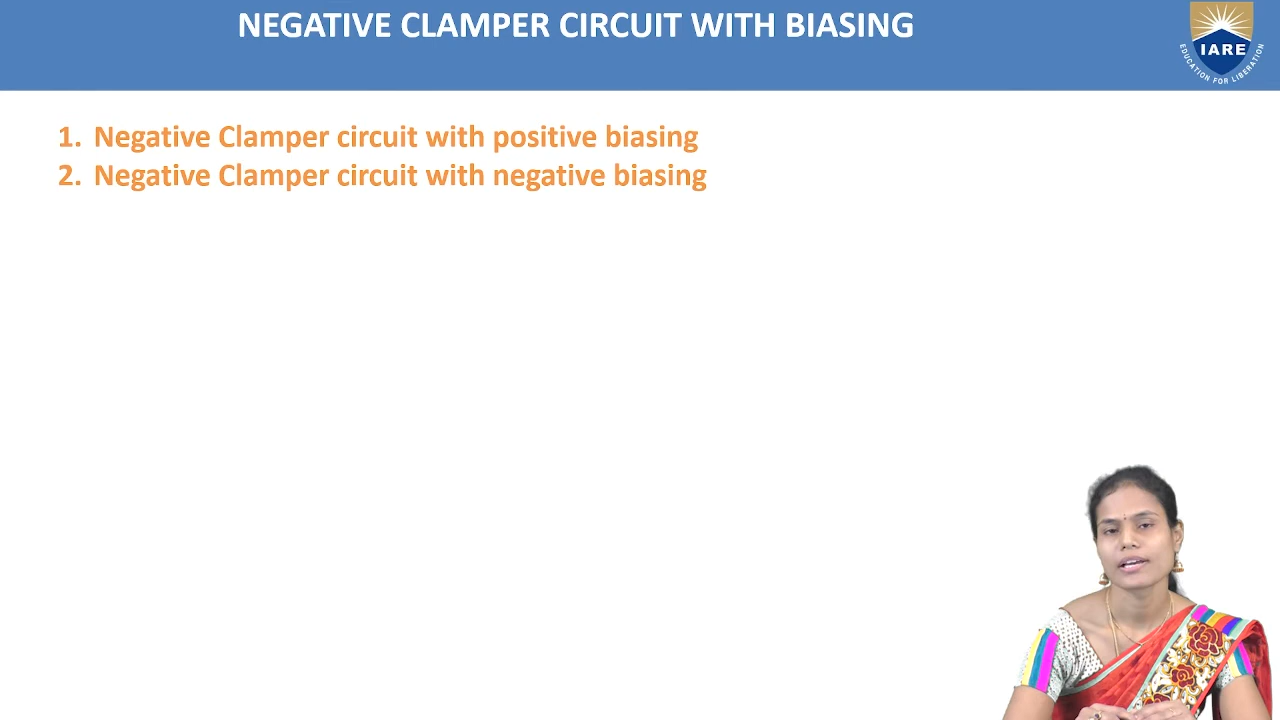 NEGATIVE CLAMPER CIRCUIT WITH BIASING
IARE
EDUCATION FOR LIBERATION
1. Negative Clamper circuit with positive biasing
2. Negative Clamper circuit with negative biasing